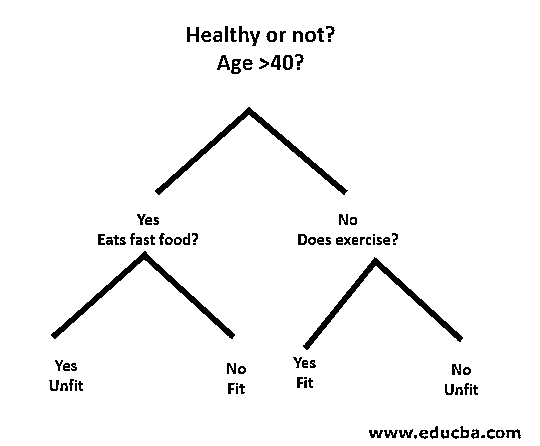 Healthy or not?
Age >40?
Yes
Eats fast food?
No
Does exercise?
Yes
Unfit
No
Fit
Yes
Fit
No
Unfit
www.educba.com